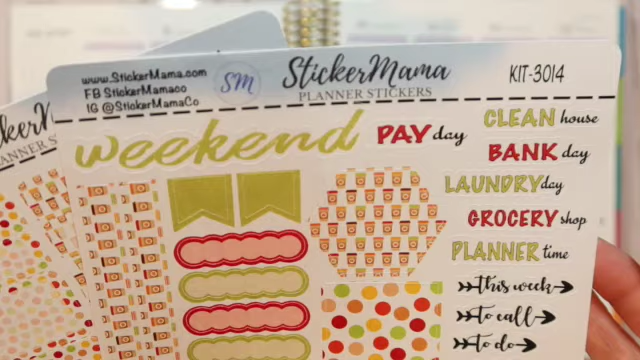 www.StickerMama.com
FB StickerMamaco
IG @StickerMamaCo
SM
StickerMama
PLANNER STICKERS
KIT-3014
weekend
PAY day
CLEAN house
BANK day
LAUNDRY day
GROCERY shop
PLANNER time
this week
to call
to do